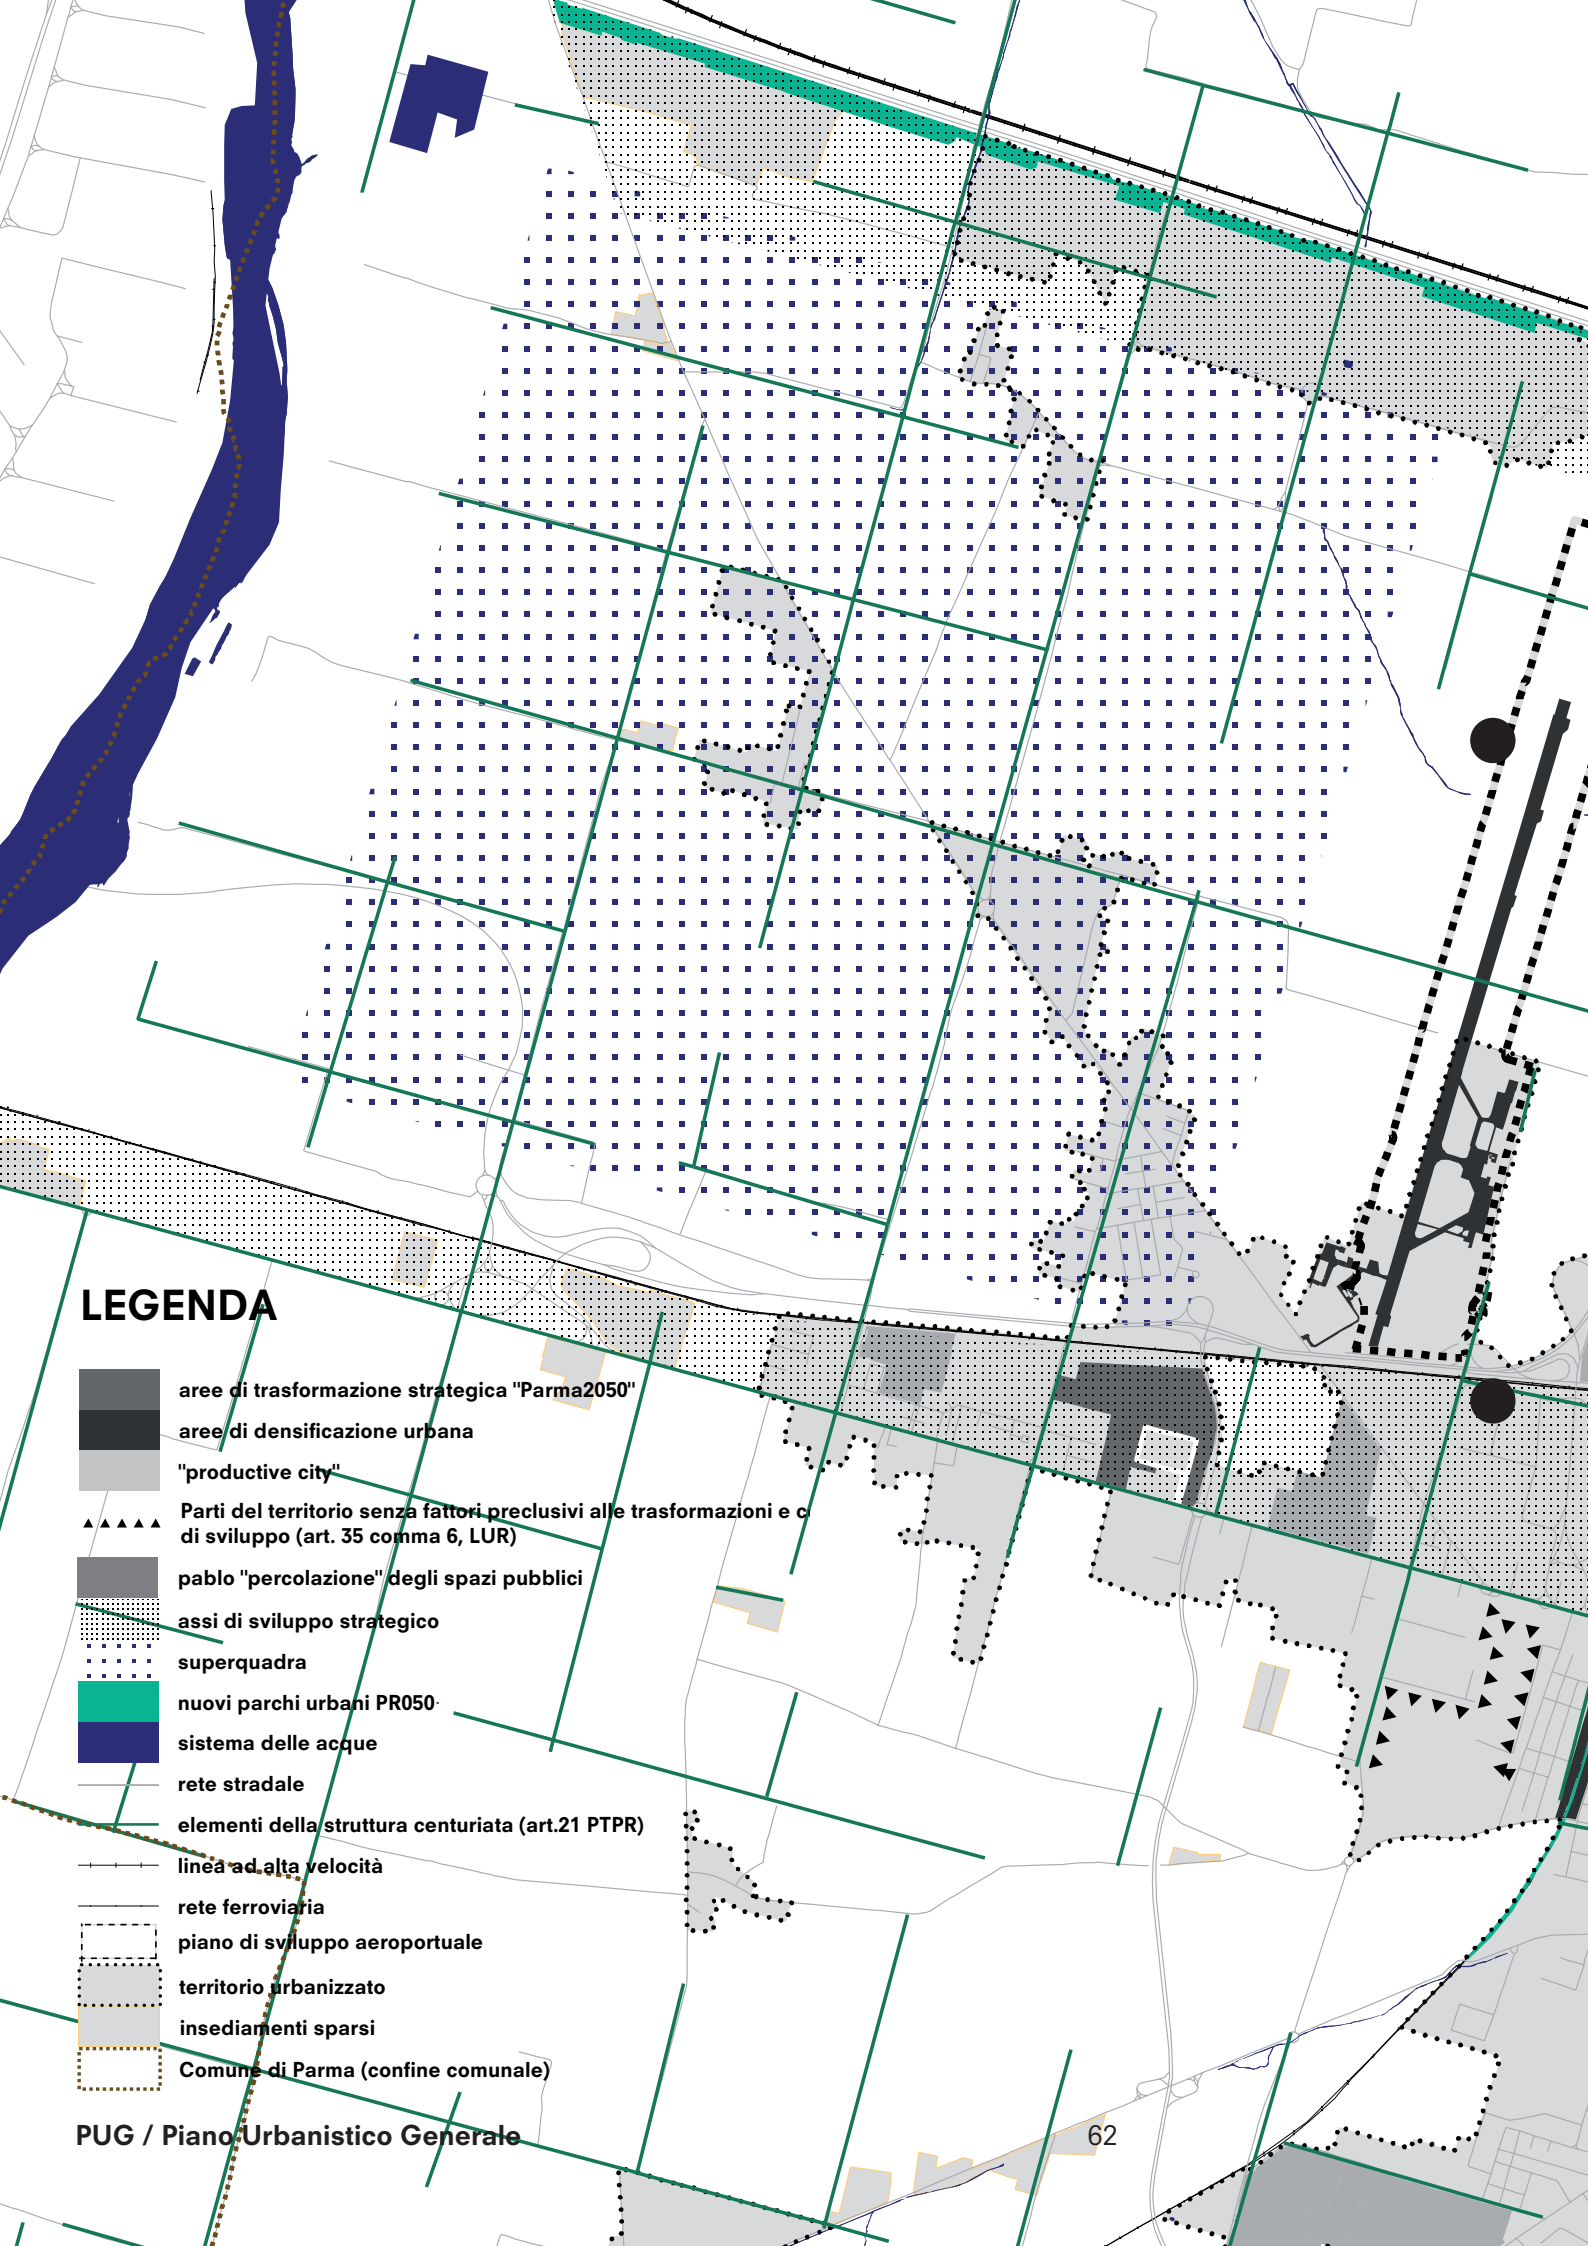 LEGENDA
aree di trasformazione strategica "Parma2050"
aree di densificazione urbana
"productive city"
Parti del territorio senza fattori preclusivi alle trasformazioni e c
di sviluppo (art. 35 comma 6, LUR)
pablo "percolazione" degli spazi pubblici
assi di sviluppo strategico
superquadra
nuovi parchi urbani PR050
sistema delle acque
rete stradale
elementi della struttura centuriata (art.21 PTPR)
linea ad alta velocità
rete ferroviaria
piano di sviluppo aeroportuale
territorio urbanizzato
insediamenti sparsi
Comune di Parma (confine comunale)
PUG / Piano Urbanistico Generale
62